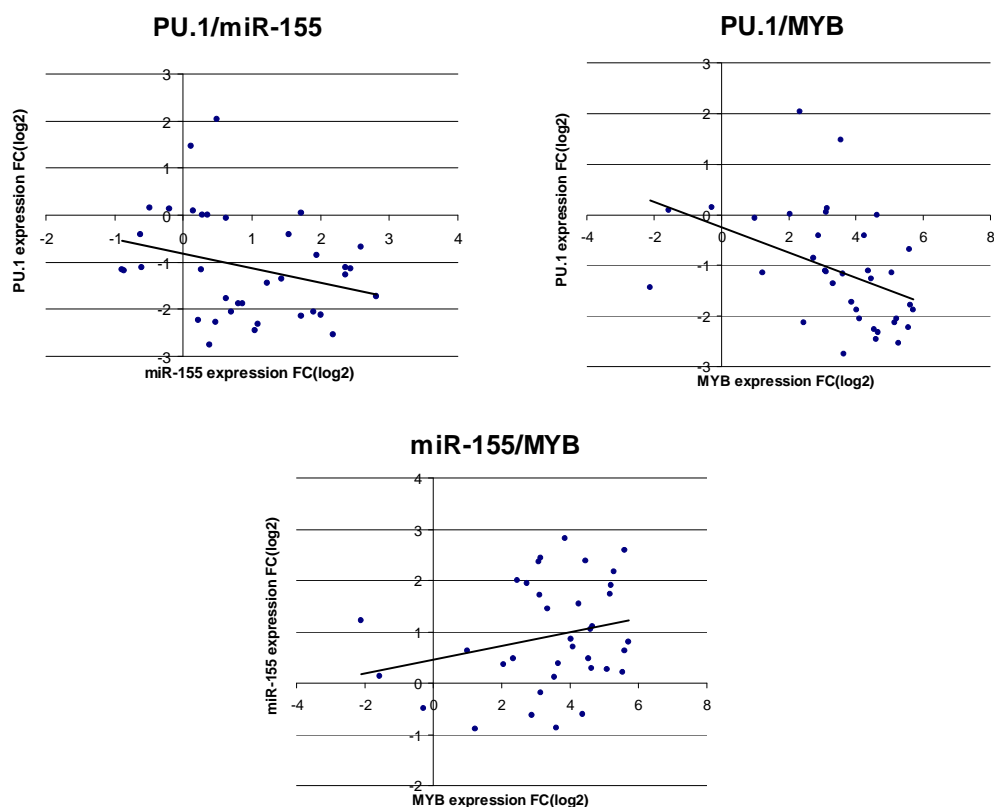 PU.1/miR-155
3
2
1
0
-2 -1 0 1 2 3 4
-1
-2
-3
PU.1 expression FC(log2)
miR-155 expression FC(log2)
PU.1/MYB
3
2
1
0
-4 -2 0 2 4 6 8
-1
-2
-3
PU.1 expression FC(log2)
MYB expression FC(log2)
miR-155/MYB
4
3
2
1
0
-4 -2 0 2 4 6 8
-1
-2
miR-155 expression FC(log2)
MYB expression FC(log2)